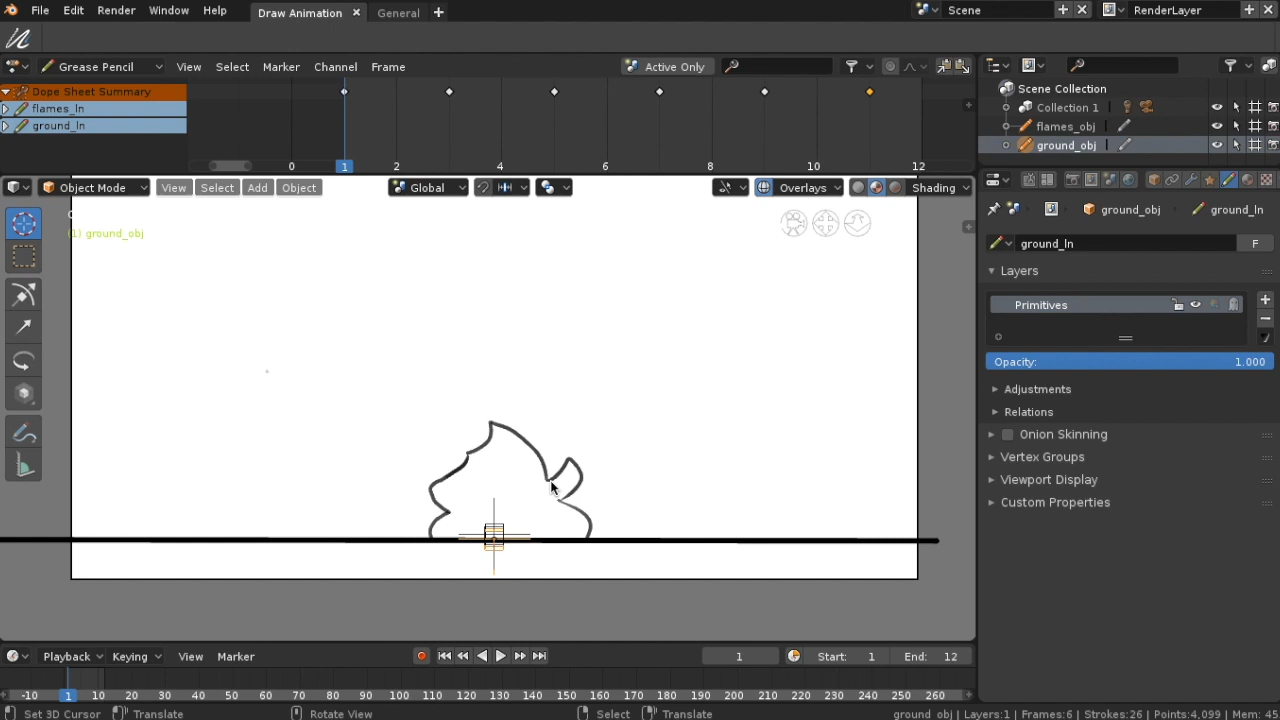 File Edit Render Window Help Draw Animation General Scene RenderLayer
Grease Pencil View Select Marker Channel Frame Active Only
Dope Sheet Summary
flames_ln
ground_ln
0 1 2 4 6 8 10 12
Scene Collection
Collection 1
flames_obj
ground_obj
Object Mode View Select Add Object Global Overlays Shading
(1) ground_obj
ground_obj ground_ln
ground_ln F
Layers
Primitives
Opacity: 1.000
Adjustments
Relations
Onion Skinning
Vertex Groups
Viewport Display
Custom Properties
Playback Keying View Marker 1 Start: 1 End: 12
-10 1 10 20 30 40 50 60 70 80 90 100 110 120 130 140 150 160 170 180 190 200 210 220 230 240 250 260
Set 3D Cursor Translate Rotate View Select Translate ground_obj | Layers:1 | Frames:6 | Strokes:26 | Points:4,099 | Mem: 45